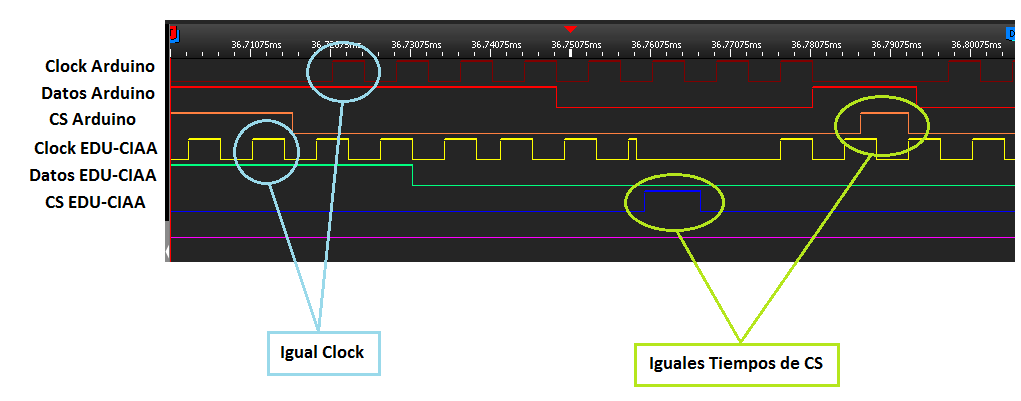 36.71075ms 36.72075ms 36.73075ms 36.74075ms 36.75075ms 36.76075ms 36.77075ms 36.78075ms 36.79075ms 36.80075ms
Clock Arduino
Datos Arduino
CS Arduino
Clock EDU-CIAA
Datos EDU-CIAA
CS EDU-CIAA
Igual Clock
Iguales Tiempos de CS